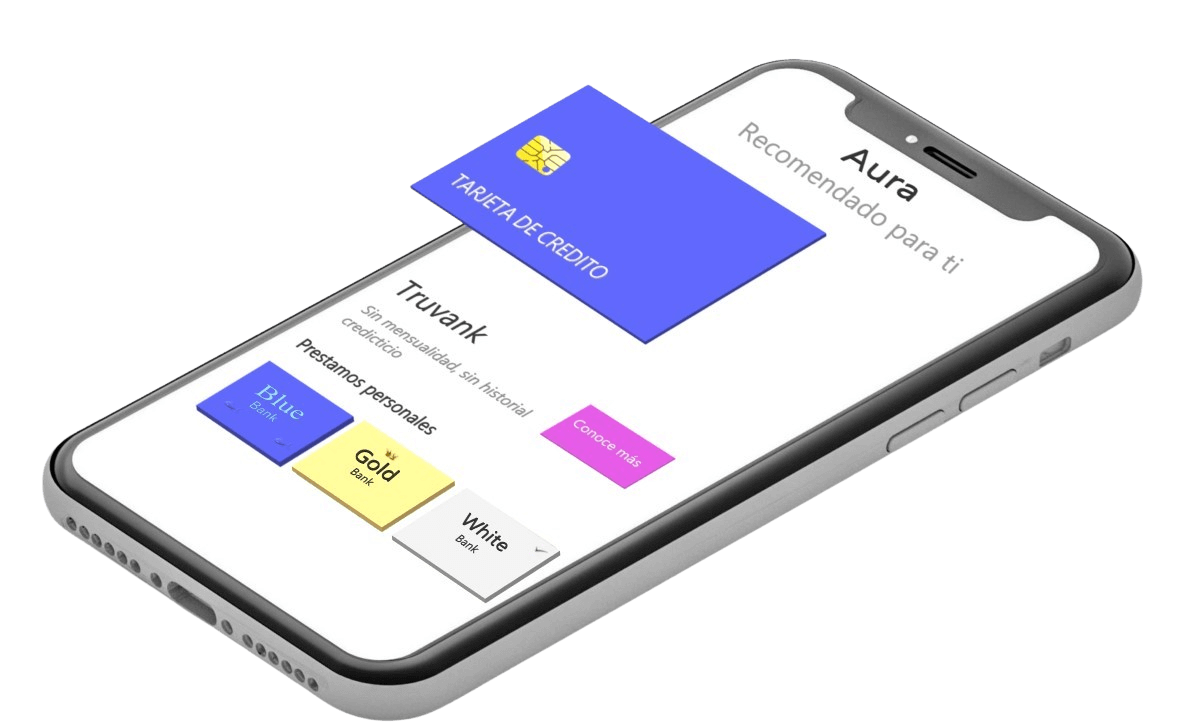 Aura
Recomendado para ti
TARJETA DE CREDITO
Truvank
Sin mensualidad, sin historial
credicticio
Conoce más
Prestamos personales
Blue
Bank
Gold
Bank
White
Bank